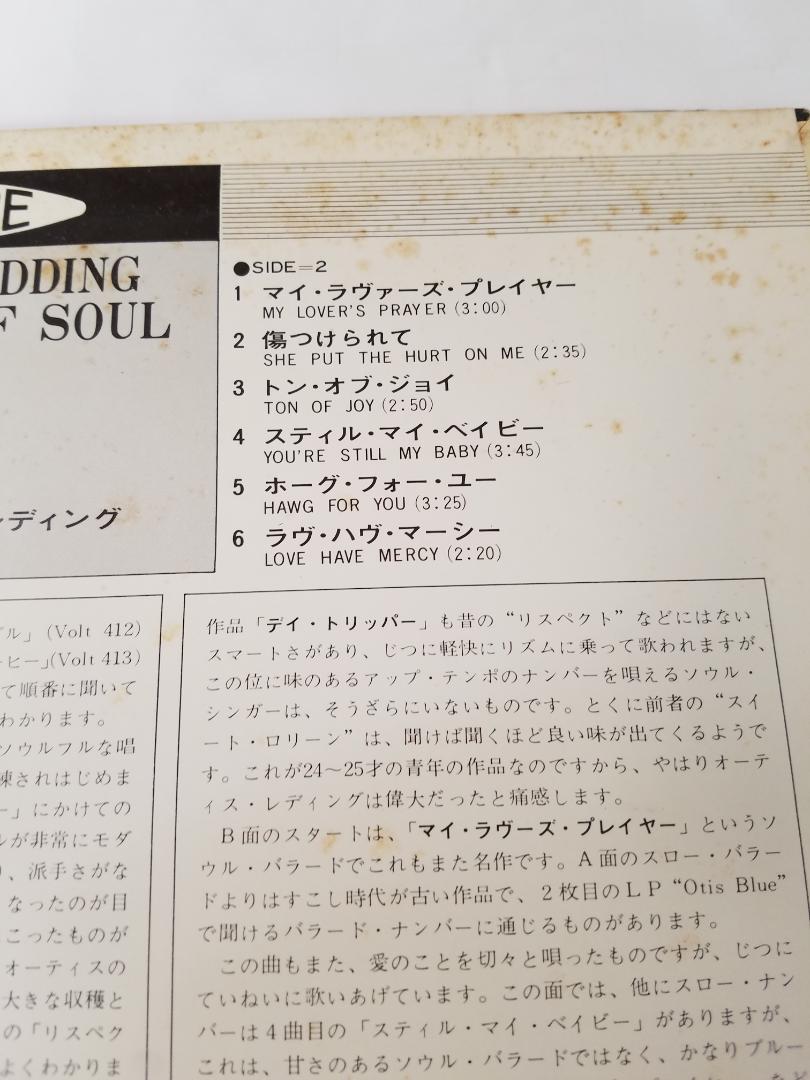 E
DDING
F SOUL
ディング
●SIDE=2
1 マイ・ラヴァーズ・プレイヤー
MY LOVER'S PRAYER (3:00)
2 傷つけられて
SHE PUT THE HURT ON ME (2:35)
3 トン・オブ・ジョイ
TON OF JOY (2:50)
4 スティル・マイ・ベイビー
YOU'RE STILL MY BABY (3:45)
5 ホーグ・フォー・ユー
HAWG FOR YOU (3:25)
6 ラヴ・ハヴ・マーシー
LOVE HAVE MERCY (2:20)
ブル」 (Volt 412)
ーヒー」(Volt 413)
て順番に聞いて
わかります。
ソウルフルな唱
練されはじめま
ー」にかけての
ルが非常にモダ
り、派手さがな
なったのが目
こったものが
オーティスの
大きな収穫と
の「リスペク
よくわかりま
作品「デイ・トリッパー」も昔の“リスペクト”などにはない
スマートさがあり、じつに軽快にリズムに乗って歌われますが、
この位に味のあるアップ・テンポのナンバーを唄えるソウル・
シンガーは、そうざらにいないものです。とくに前者の“スイ
ート・ロリーン”は、聞けば聞くほど良い味が出てくるようで
す。これが24〜25才の青年の作品なのですから、やはりオーテ
ィス・レディングは偉大だったと痛感します。
B面のスタートは、「マイ・ラヴーズ・プレイヤー」というソ
ウル・バラードでこれもまた名作です。A面のスロー・バラー
ドよりはすこし時代が古い作品で、2枚目のLP“Otis Blue”
で聞けるバラード・ナンバーに通じるものがあります。
この曲もまた、愛のことを切々と唄ったものですが、じつに
ていねいに歌いあげています。この面では、他にスロー・ナン
バーは4曲目の「スティル・マイ・ベイビー」がありますが、
これは、甘さのあるソウル・バラードではなく、かなりブルー